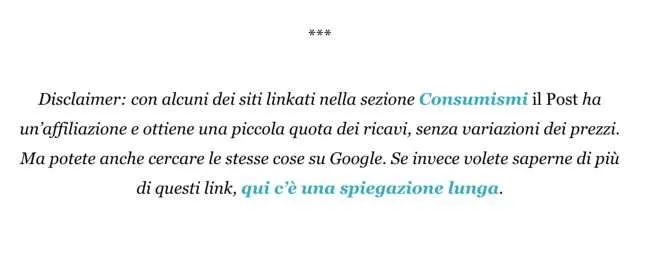 ***
Disclaimer: con alcuni dei siti linkati nella sezione Consumismi il Post ha
un'affiliazione e ottiene una piccola quota dei ricavi, senza variazioni dei prezzi.
Ma potete anche cercare le stesse cose su Google. Se invece volete saperne di più
di questi link, qui c'è una spiegazione lunga.